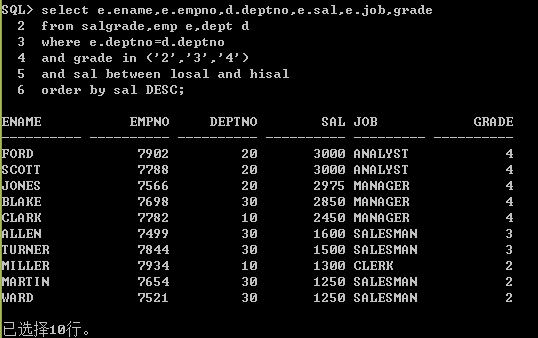 SQL> select e.ename,e.empno,d.deptno,e.sal,e.job,grade
  2  from salgrade,emp e,dept d
  3  where e.deptno=d.deptno
  4  and grade in ('2','3','4')
  5  and sal between losal and hisal
  6  order by sal DESC;
ENAME           EMPNO     DEPTNO        SAL JOB            GRADE
---------- ---------- ---------- ---------- --------- ----------
FORD             7902         20       3000 ANALYST            4
SCOTT            7788         20       3000 ANALYST            4
JONES            7566         20       2975 MANAGER            4
BLAKE            7698         30       2850 MANAGER            4
CLARK            7782         10       2450 MANAGER            4
ALLEN            7499         30       1600 SALESMAN           3
TURNER           7844         30       1500 SALESMAN           3
MILLER           7934         10       1300 CLERK              2
MARTIN           7654         30       1250 SALESMAN           2
WARD             7521         30       1250 SALESMAN           2
已选择10行。